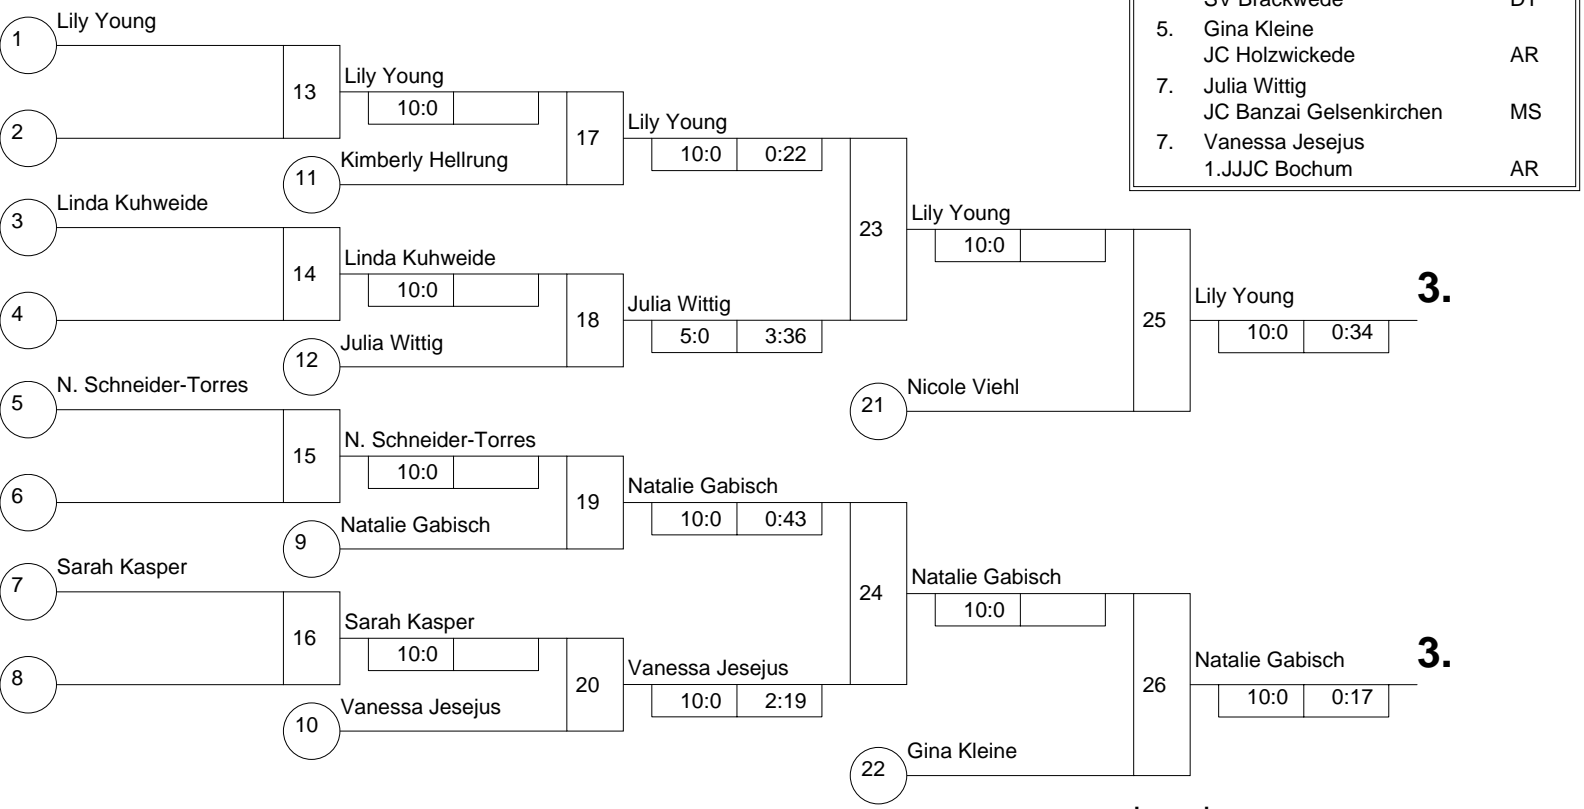 SV Brackwede DT
5. Gina Kleine
JC Holzwickede AR
7. Julia Wittig
JC Banzai Gelsenkirchen MS
7. Vanessa Jesejus
1.JJJC Bochum AR
1 Lily Young
2
13
Lily Young
10:0
11 Kimberly Hellrung
17
Lily Young
10:0 0:22
3 Linda Kuhweide
4
14
Linda Kuhweide
10:0
12 Julia Wittig
18
Julia Wittig
5:0 3:36
23
Lily Young
10:0
21 Nicole Viehl
25
Lily Young 3.
10:0 0:34
5 N. Schneider-Torres
6
15
N. Schneider-Torres
10:0
9 Natalie Gabisch
19
Natalie Gabisch
10:0 0:43
7 Sarah Kasper
8
16
Sarah Kasper
10:0
10 Vanessa Jesejus
20
Vanessa Jesejus
10:0 2:19
24
Natalie Gabisch
10:0
22 Gina Kleine
26
Natalie Gabisch 3.
10:0 0:17